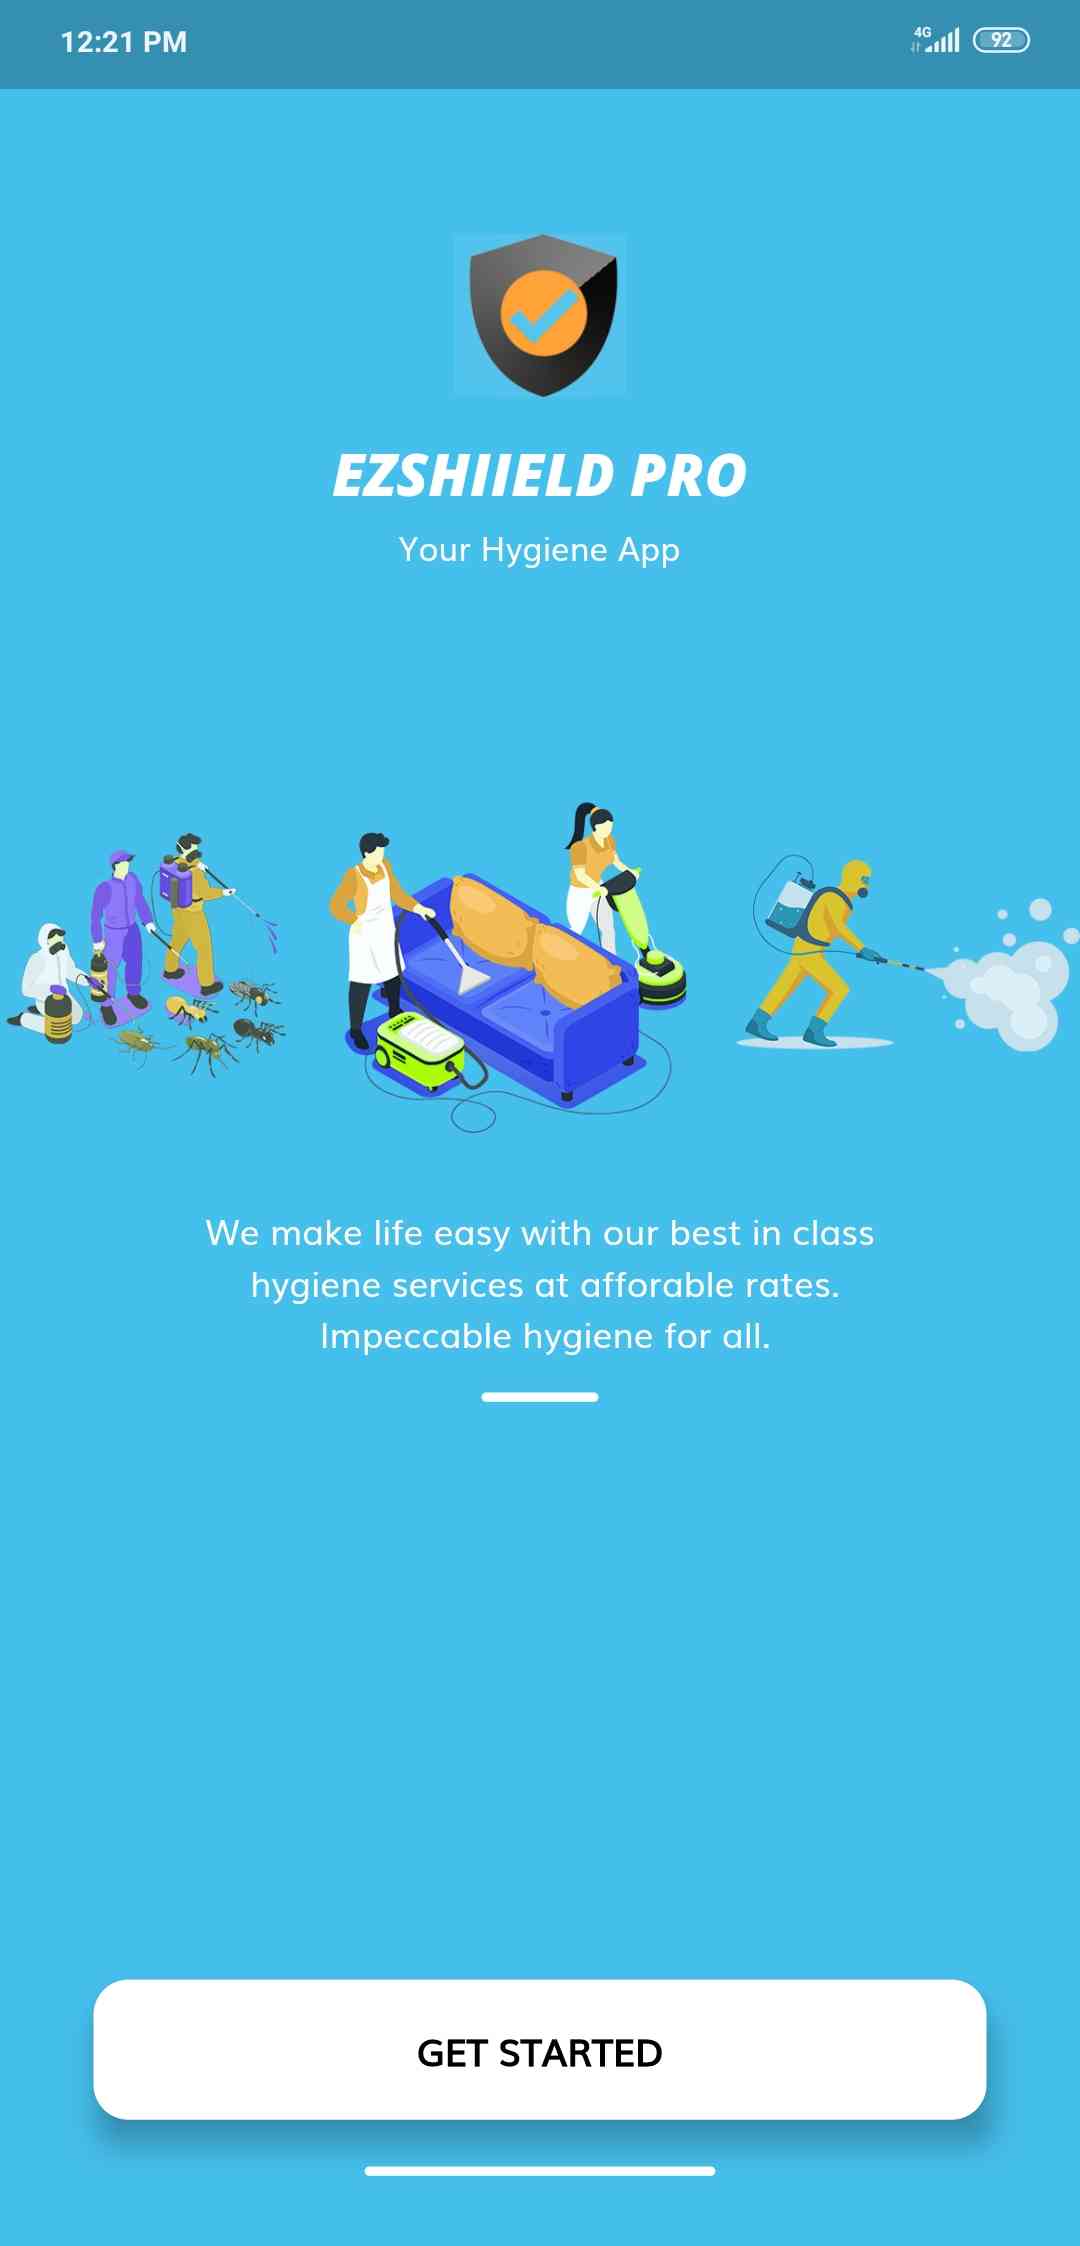 12:21 PM
4G
92
EZSHIIELD PRO
Your Hygiene App
We make life easy with our best in class
hygiene services at afforable rates.
Impeccable hygiene for all.
GET STARTED